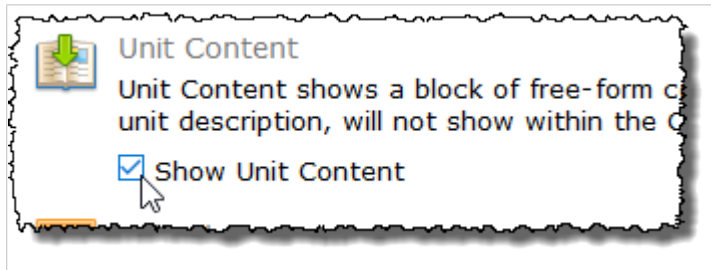 Unit Content
Unit Content shows a block of free-form
unit description, will not show within the
Show Unit Content